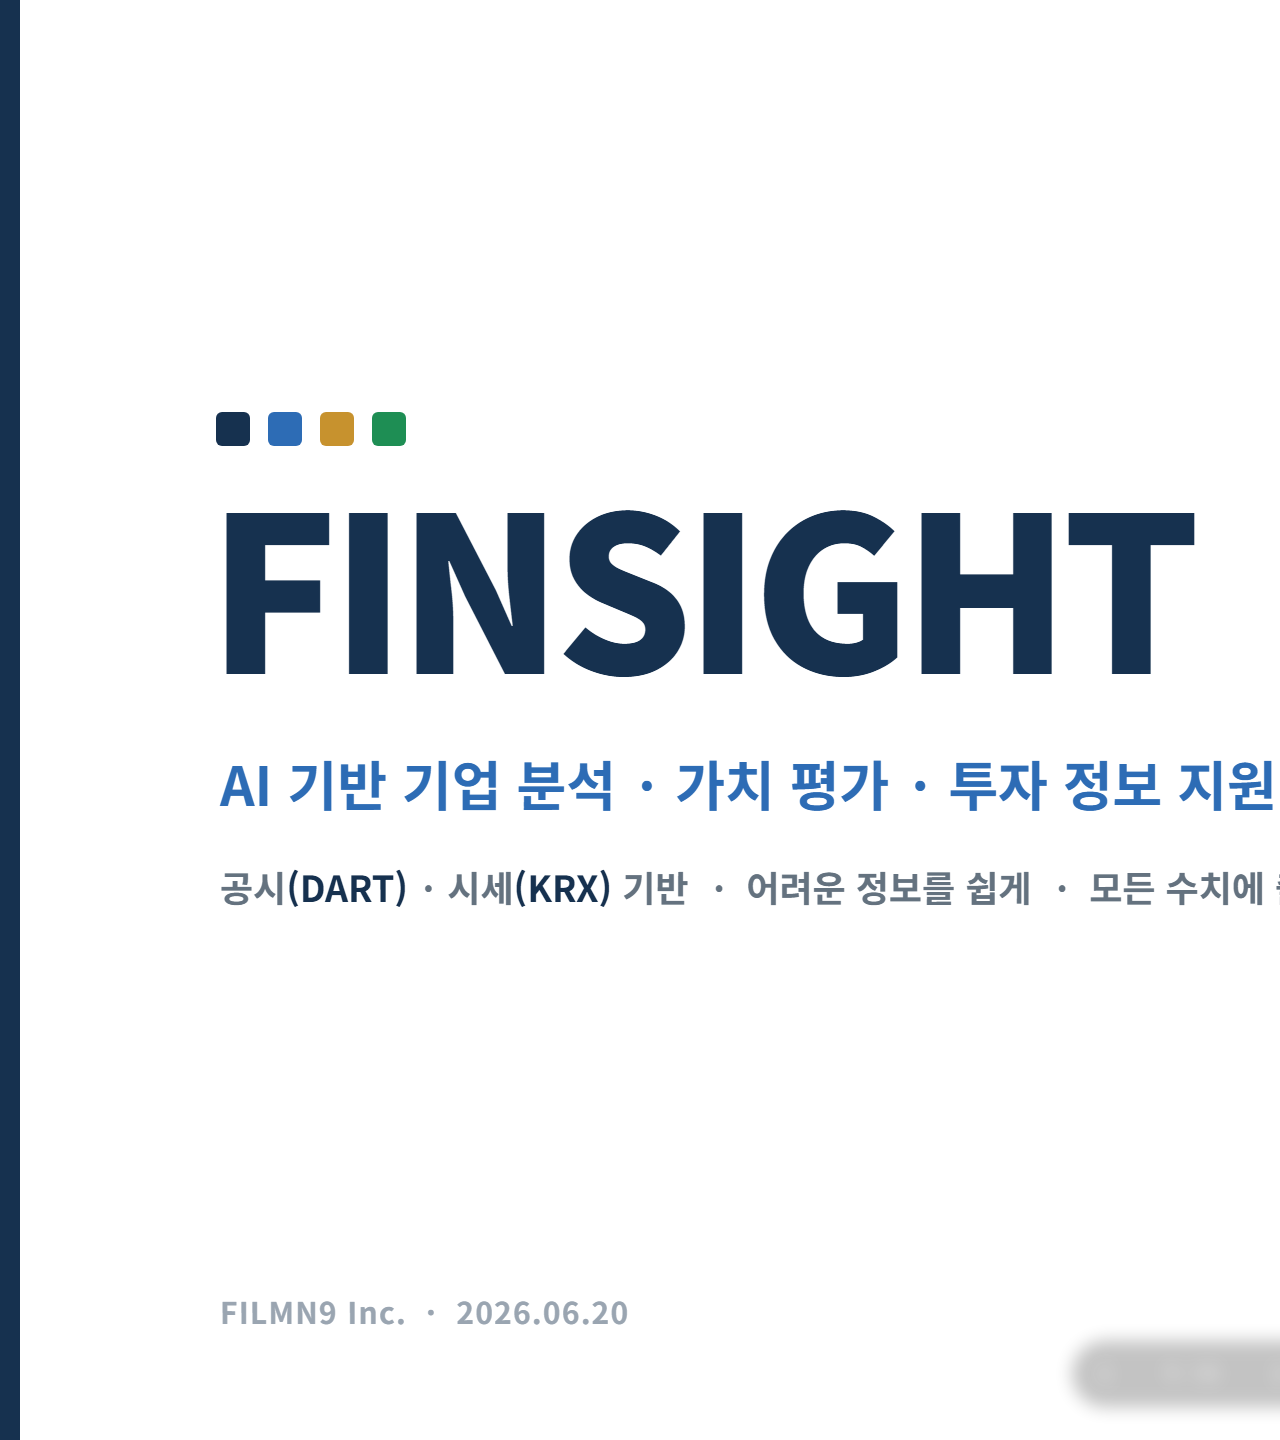 FINSIGHT
AI 기반 기업 분석 · 가치 평가 · 투자 정보 지원
공시(DART) · 시세(KRX) 기반 · 어려운 정보를 쉽게 · 모든 수치에
FILMN9 Inc. · 2026.06.20